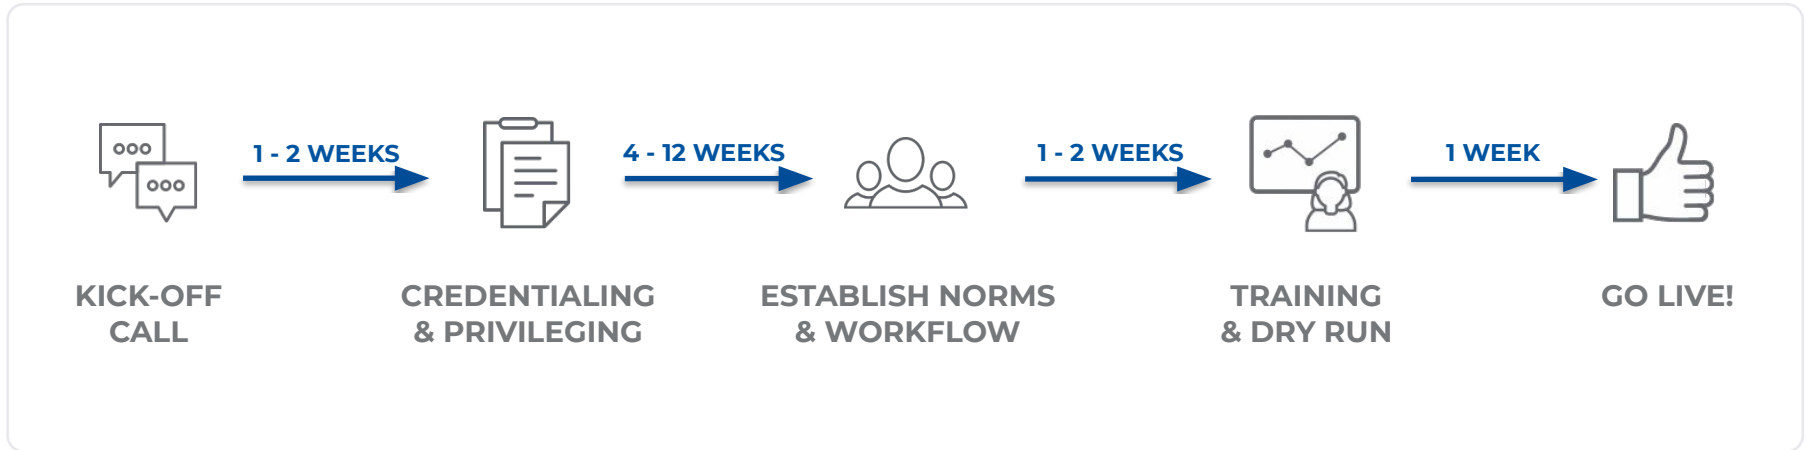 1 - 2 WEEKS
4 - 12 WEEKS
1 - 2 WEEKS
1 WEEK
KICK-OFF
CALL
CREDENTIALING
& PRIVILEGING
ESTABLISH NORMS
& WORKFLOW
TRAINING
& DRY RUN
GO LIVE!